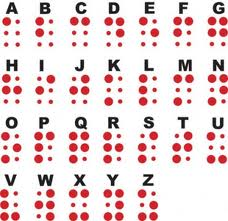 A B C D E F G
H I J K L M N
O P Q R S T U
V W X Y Z